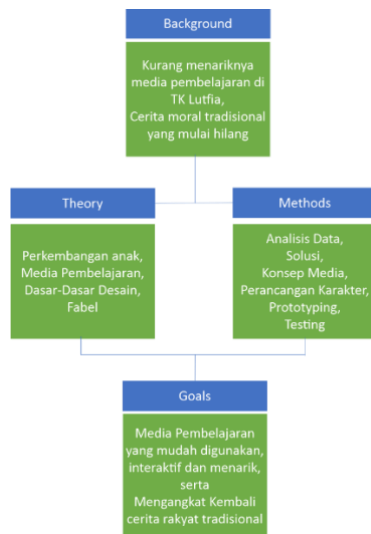 Background
Kurang menariknya
media pembelajaran di
TK Lutfia,
Cerita moral tradisional
yang mulai hilang
Theory
Perkembangan anak,
Media Pembelajaran,
Dasar-Dasar Desain,
Fabel
Methods
Analisis Data,
Solusi,
Konsep Media,
Perancangan Karakter,
Prototyping,
Testing
Goals
Media Pembelajaran
yang mudah digunakan,
interaktif dan menarik,
serta
Mengangkat Kembali
cerita rakyat tradisional